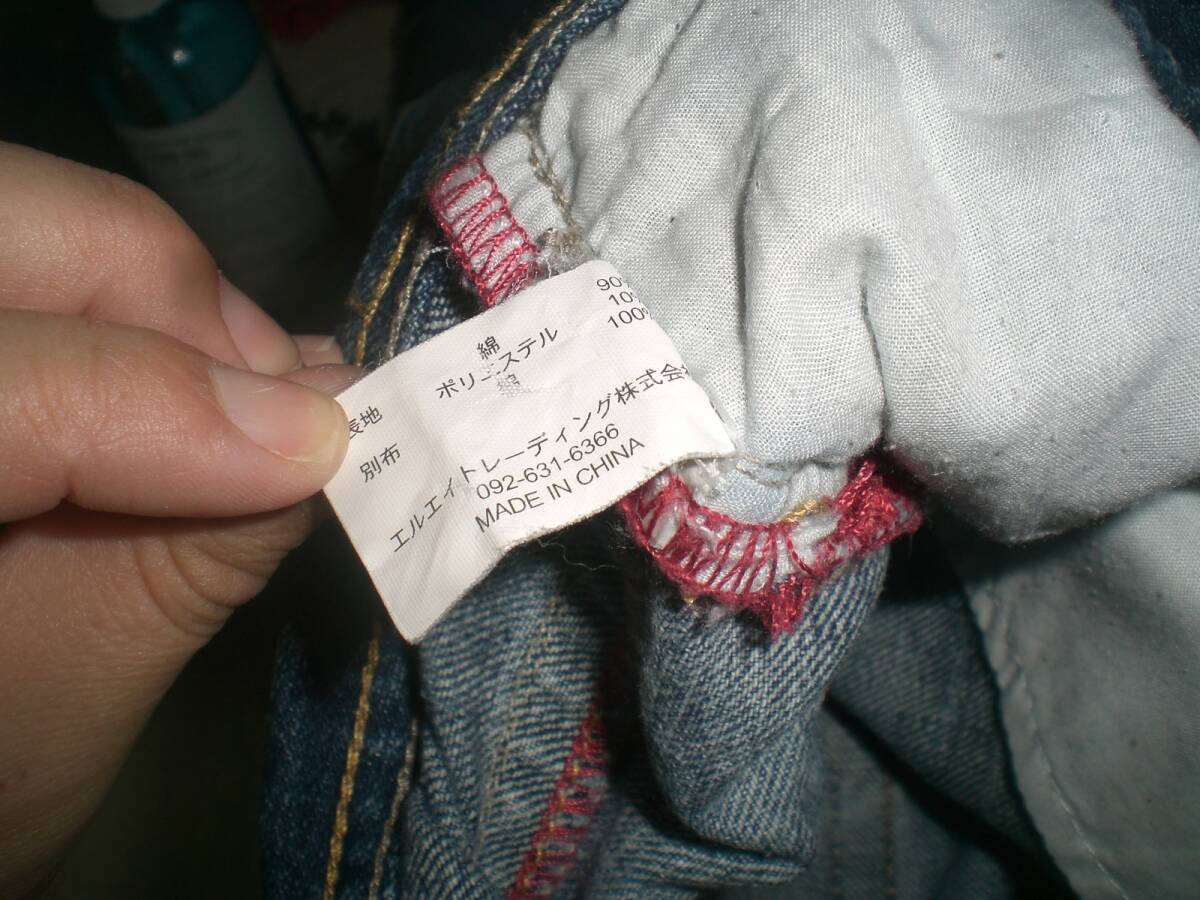 表地 綿 90%
ポリエステル 10%
別布 綿 100%
エルエイトレーディング株式会社
092-631-6366
MADE IN CHINA